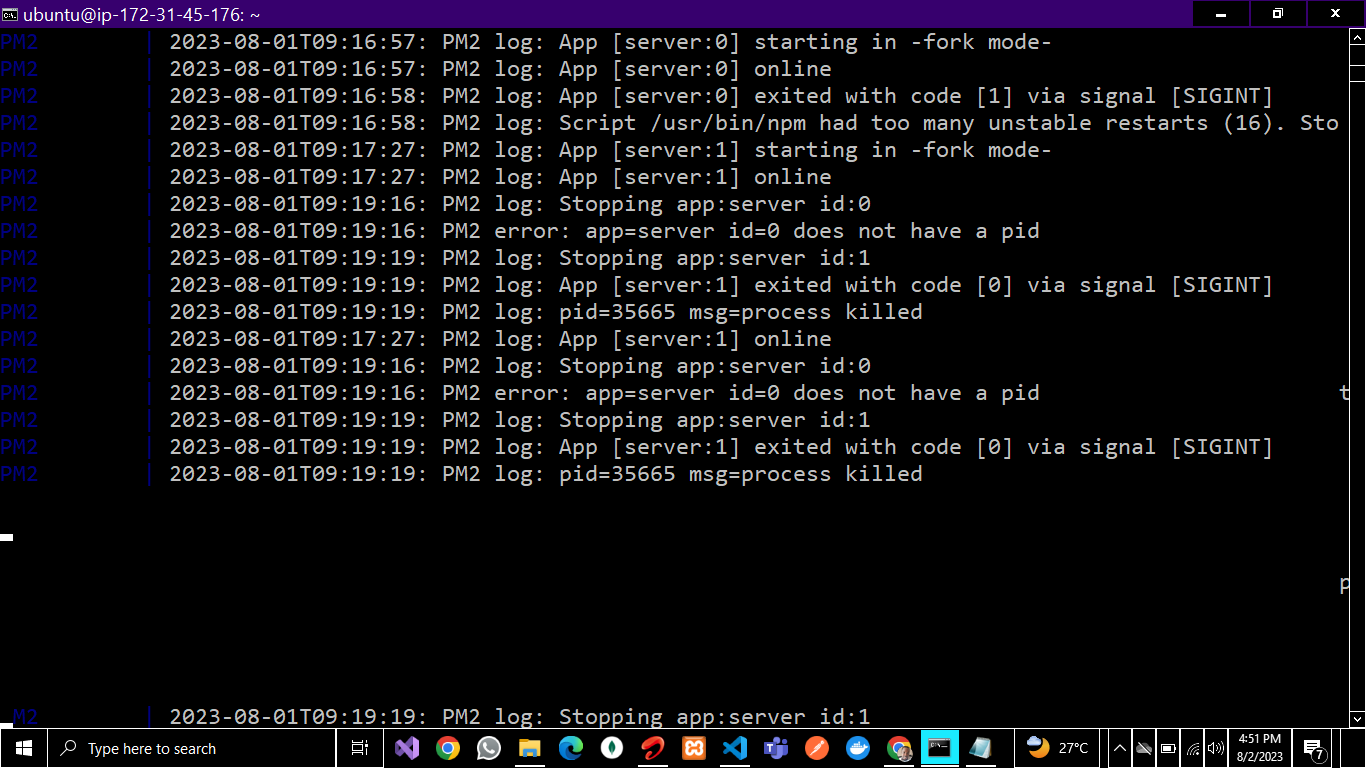 ubuntu@ip-172-31-45-176: ~
PM2 | 2023-08-01T09:16:57: PM2 log: App [server:0] starting in -fork mode-
PM2 | 2023-08-01T09:16:57: PM2 log: App [server:0] online
PM2 | 2023-08-01T09:16:58: PM2 log: App [server:0] exited with code [1] via signal [SIGINT]
PM2 | 2023-08-01T09:16:58: PM2 log: Script /usr/bin/npm had too many unstable restarts (16). Sto
PM2 | 2023-08-01T09:17:27: PM2 log: App [server:1] starting in -fork mode-
PM2 | 2023-08-01T09:17:27: PM2 log: App [server:1] online
PM2 | 2023-08-01T09:19:16: PM2 log: Stopping app:server id:0
PM2 | 2023-08-01T09:19:16: PM2 error: app=server id=0 does not have a pid
PM2 | 2023-08-01T09:19:19: PM2 log: Stopping app:server id:1
PM2 | 2023-08-01T09:19:19: PM2 log: App [server:1] exited with code [0] via signal [SIGINT]
PM2 | 2023-08-01T09:19:19: PM2 log: pid=35665 msg=process killed
PM2 | 2023-08-01T09:17:27: PM2 log: App [server:1] online
PM2 | 2023-08-01T09:19:16: PM2 log: Stopping app:server id:0
PM2 | 2023-08-01T09:19:16: PM2 error: app=server id=0 does not have a pid t
PM2 | 2023-08-01T09:19:19: PM2 log: Stopping app:server id:1
PM2 | 2023-08-01T09:19:19: PM2 log: App [server:1] exited with code [0] via signal [SIGINT]
PM2 | 2023-08-01T09:19:19: PM2 log: pid=35665 msg=process killed
p
M2 | 2023-08-01T09:19:19: PM2 log: Stopping app:server id:1
Type here to search
27°C
4:51 PM
8/2/2023
7